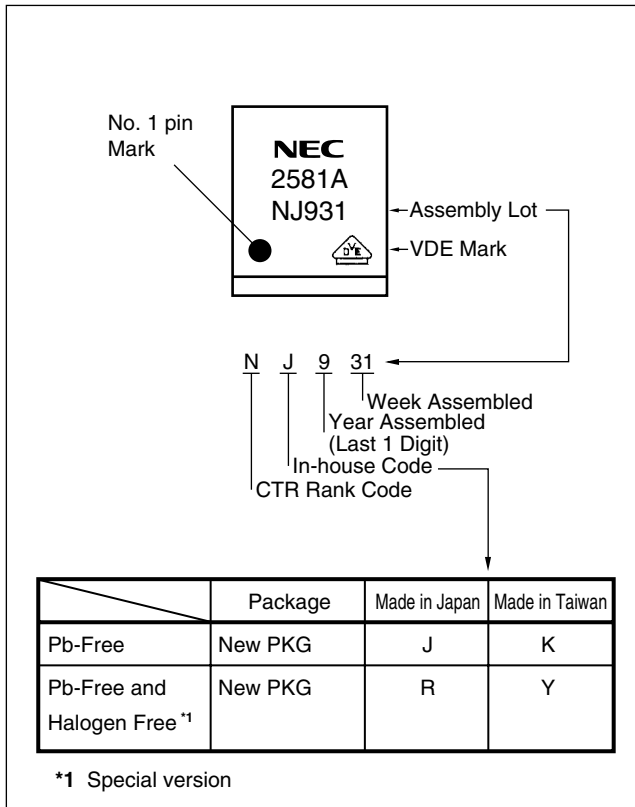 No. 1 pin
Mark
NEC
2581A
NJ931
Assembly Lot
VDE Mark
DVE
N J 9 31
Week Assembled
Year Assembled
(Last 1 Digit)
In-house Code
CTR Rank Code
Package Made in Japan Made in Taiwan
Pb-Free New PKG J K
Pb-Free and
Halogen Free *1 New PKG R Y
*1 Special version